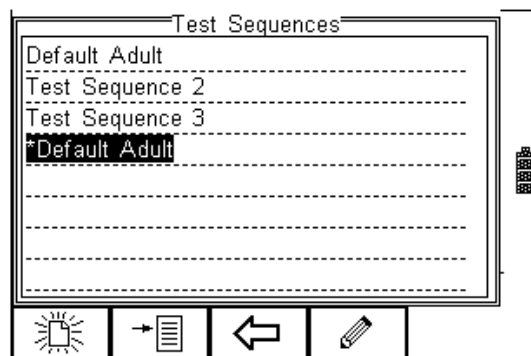 Test Sequences
Default Adult
Test Sequence 2
Test Sequence 3
*Default Adult